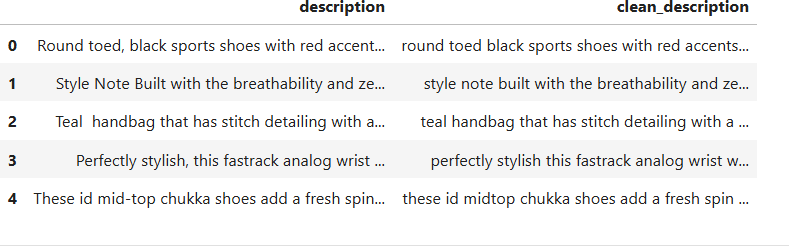 description clean_description
0 Round toed, black sports shoes with red accent... round toed black sports shoes with red accents...
1 Style Note Built with the breathability and ze... style note built with the breathability and ze...
2 Teal  handbag that has stitch detailing with a... teal handbag that has stitch detailing with a ...
3 Perfectly stylish, this fastrack analog wrist ... perfectly stylish this fastrack analog wrist w...
4 These id mid-top chukka shoes add a fresh spin... these id midtop chukka shoes add a fresh spin ...